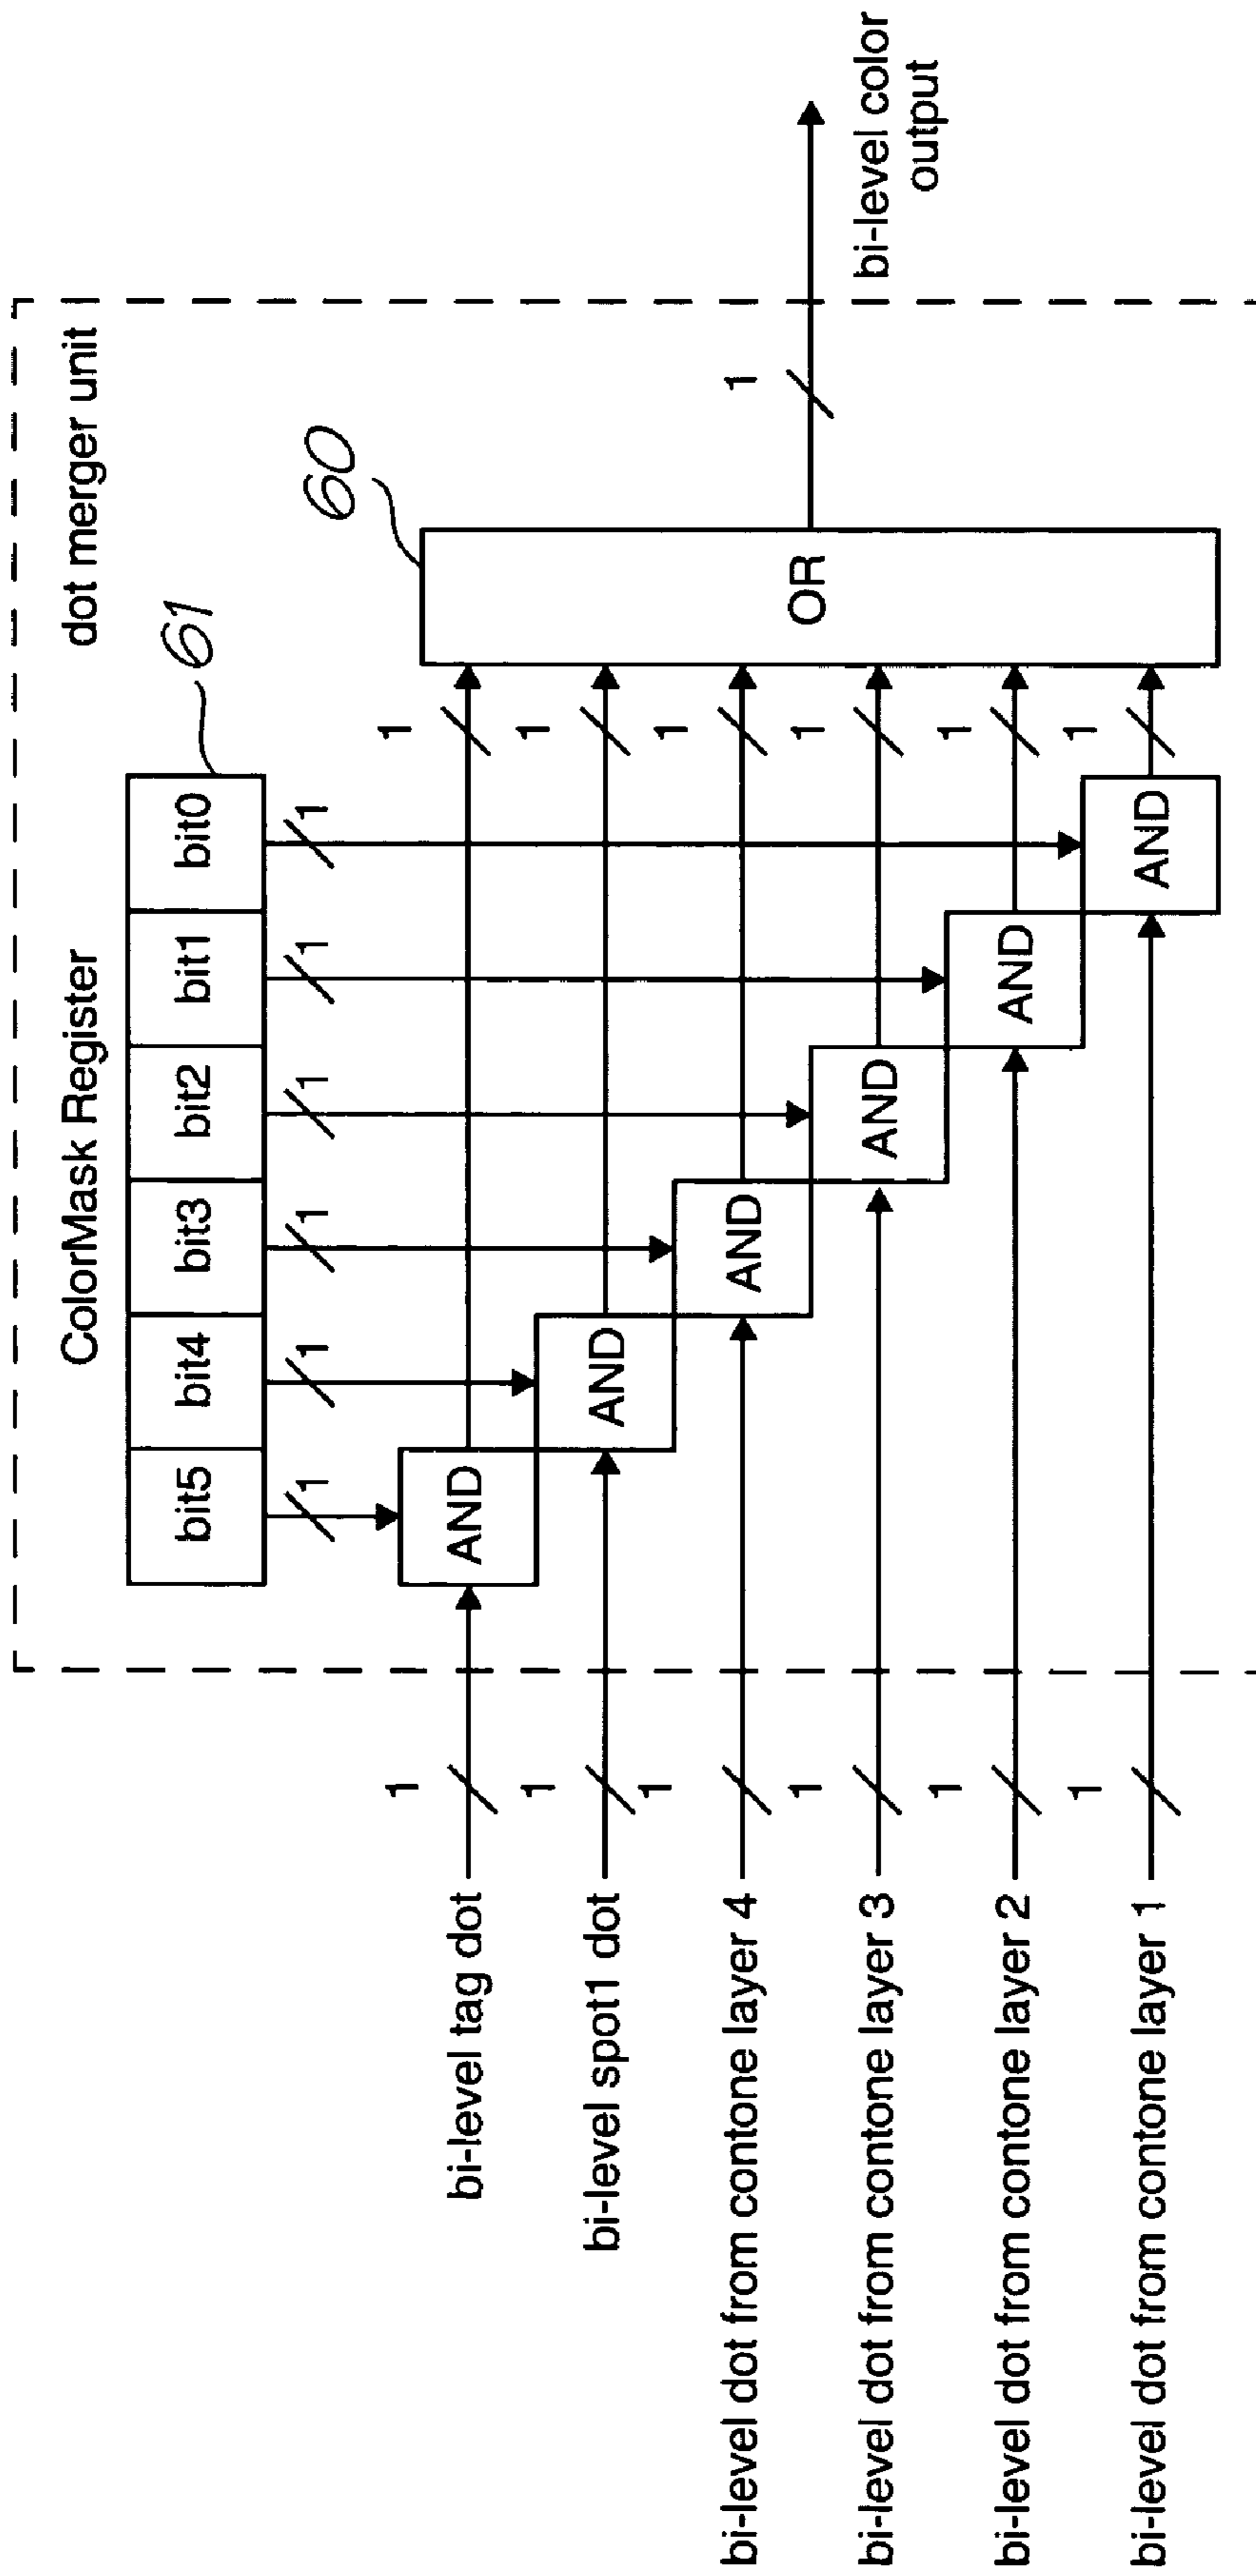 dot merger unit
ColorMask Register
61
bit5 bit4 bit3 bit2 bit1 bit0
1 1 1 1 1 1
60
bi-level tag dot 1 AND 1
bi-level spot1 dot 1 AND 1
bi-level dot from contone layer 4 1 AND 1
bi-level dot from contone layer 3 1 AND 1
bi-level dot from contone layer 2 1 AND 1
bi-level dot from contone layer 1 1 AND 1
OR
1
bi-level color
output